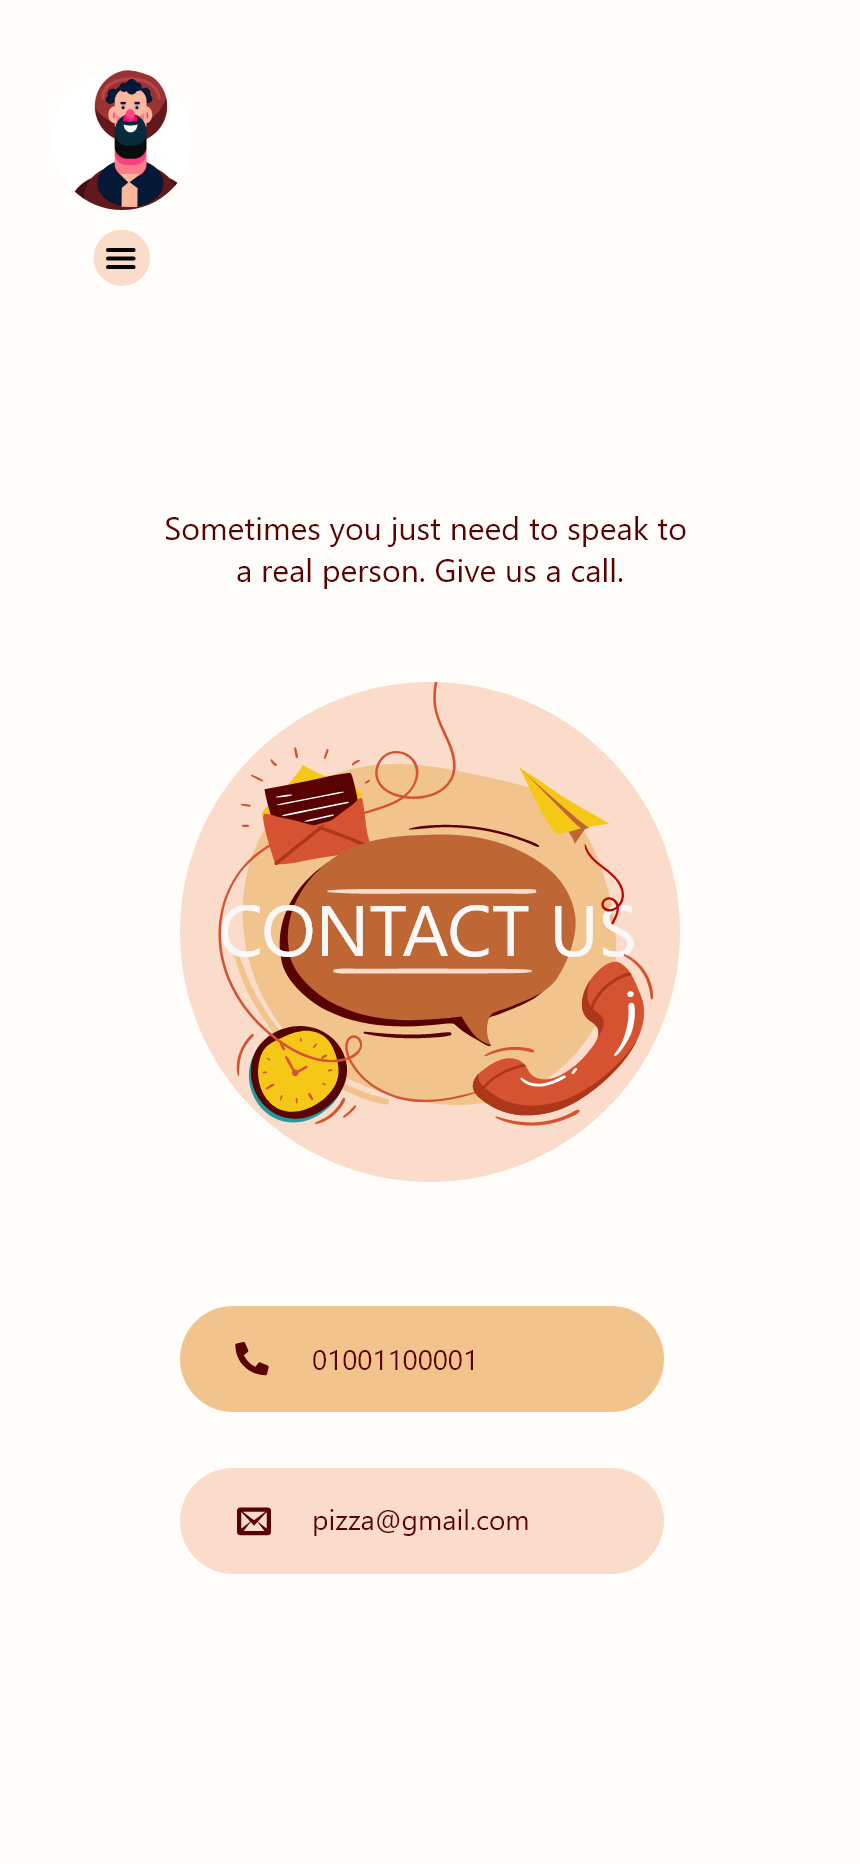 Sometimes you just need to speak to
a real person. Give us a call.
CONTACT US
01001100001
pizza@gmail.com